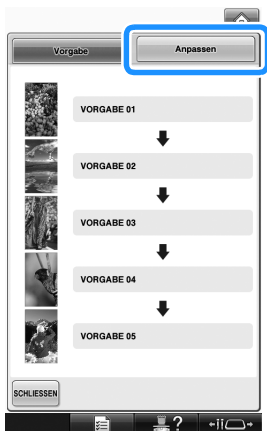 Vorgabe
Anpassen
VORGABE 01
VORGABE 02
VORGABE 03
VORGABE 04
VORGABE 05
SCHLIESSEN
?